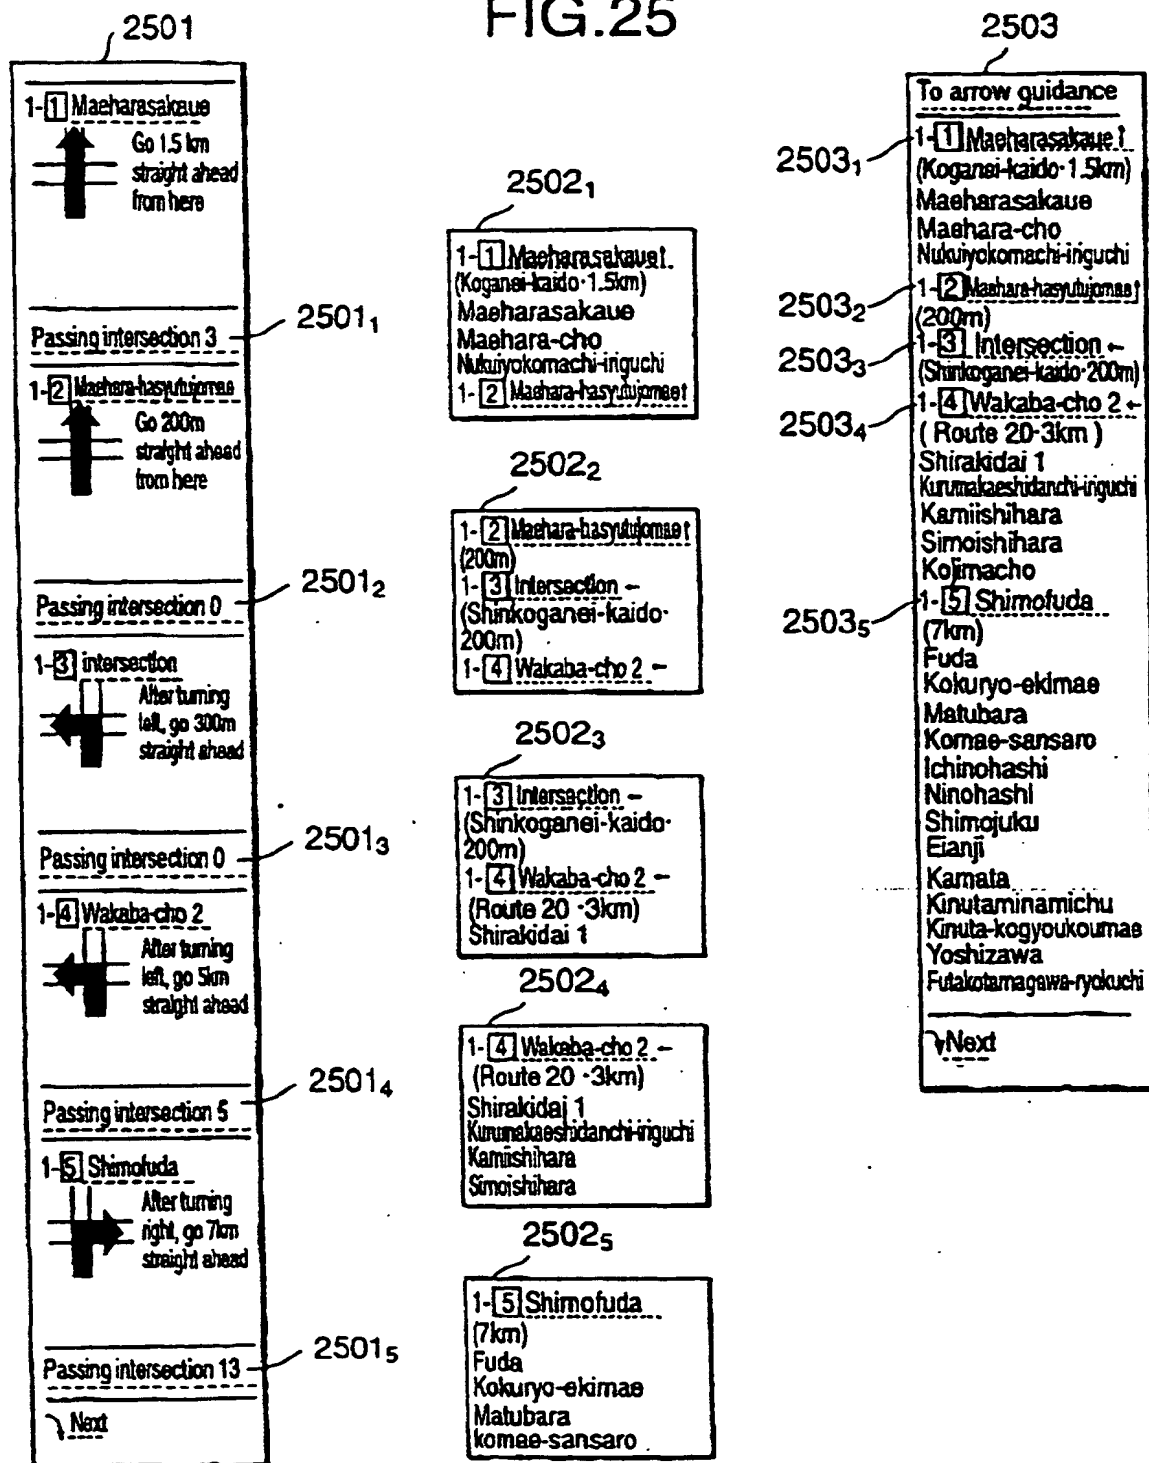 FIG.25
2501
1-1 Maeharasakaue
Go 1.5 km
straight ahead
from here
Passing intersection 3
2501₁
1-2 Maehara-hasyutujomae
Go 200m
straight ahead
from here
Passing intersection 0
2501₂
1-3 intersection
After turning
left, go 300m
straight ahead
Passing intersection 0
2501₃
1-4 Wakaba-cho 2
After turning
left, go 5km
straight ahead
Passing intersection 5
2501₄
1-5 Shimofuda
After turning
right, go 7km
straight ahead
Passing intersection 13
2501₅
Next
2502₁
1-1 Maeharasakaue↑
(Koganei-kaido·1.5km)
Maeharasakaue
Maehara-cho
Nukuiyokomachi-iriguchi
1-2 Maehara-hasyutujomae↑
2502₂
1-2 Maehara-hasyutujomae↑
(200m)
1-3 Intersection ←
(Shinkoganei-kaido·
200m)
1-4 Wakaba-cho 2 ←
2502₃
1-3 Intersection ←
(Shinkoganei-kaido·
200m)
1-4 Wakaba-cho 2 ←
(Route 20 ·3km)
Shirakidai 1
2502₄
1-4 Wakaba-cho 2 ←
(Route 20 ·3km)
Shirakidai 1
Kurumakaeshidanchi-iriguchi
Kamiishihara
Simoishihara
2502₅
1-5 Shimofuda
(7km)
Fuda
Kokuryo-ekimae
Matubara
komae-sansaro
2503
To arrow guidance
2503₁
1-1 Maeharasakaue↑
(Koganei-kaido·1.5km)
Maeharasakaue
Maehara-cho
Nukuiyokomachi-iriguchi
2503₂
1-2 Maehara-hasyutujomae↑
(200m)
2503₃
1-3 Intersection ←
(Shinkoganei-kaido·200m)
2503₄
1-4 Wakaba-cho 2 ←
( Route 20·3km )
Shirakidai 1
Kurumakaeshidanchi-iriguchi
Kamiishihara
Simoishihara
Kojimacho
2503₅
1-5 Shimofuda
(7km)
Fuda
Kokuryo-ekimae
Matubara
Komae-sansaro
Ichinohashi
Ninohashi
Shimojuku
Eianji
Kamata
Kinutaminamichu
Kinuta-kogyoukoumae
Yoshizawa
Futakotamagawa-ryokuchi
Next